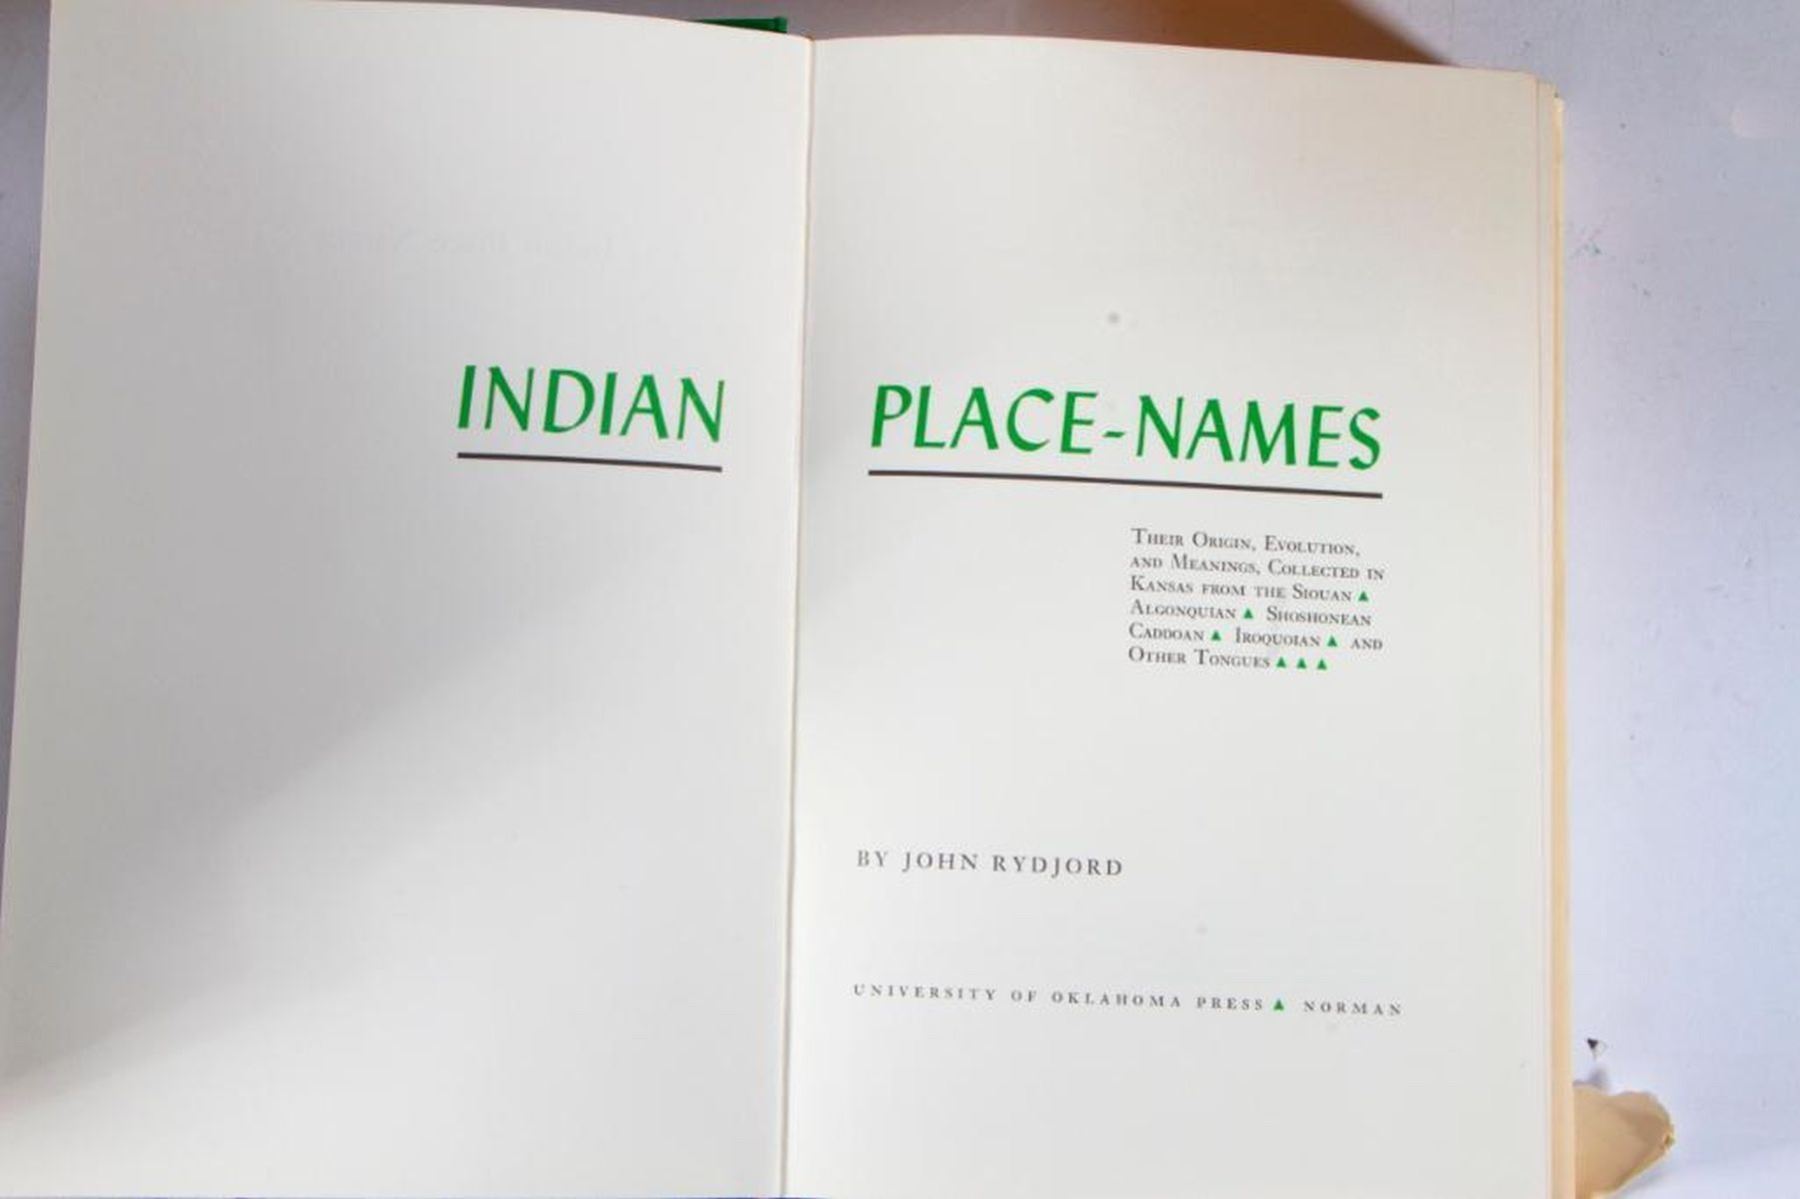 INDIAN PLACE-NAMES
Their Origin, Evolution,
and Meanings, Collected in
Kansas from the Siouan ▲
Algonquian ▲ Shoshonean
Caddoan ▲ Iroquoian ▲ and
Other Tongues ▲ ▲ ▲
BY JOHN RYDJORD
UNIVERSITY OF OKLAHOMA PRESS ▲ NORMAN